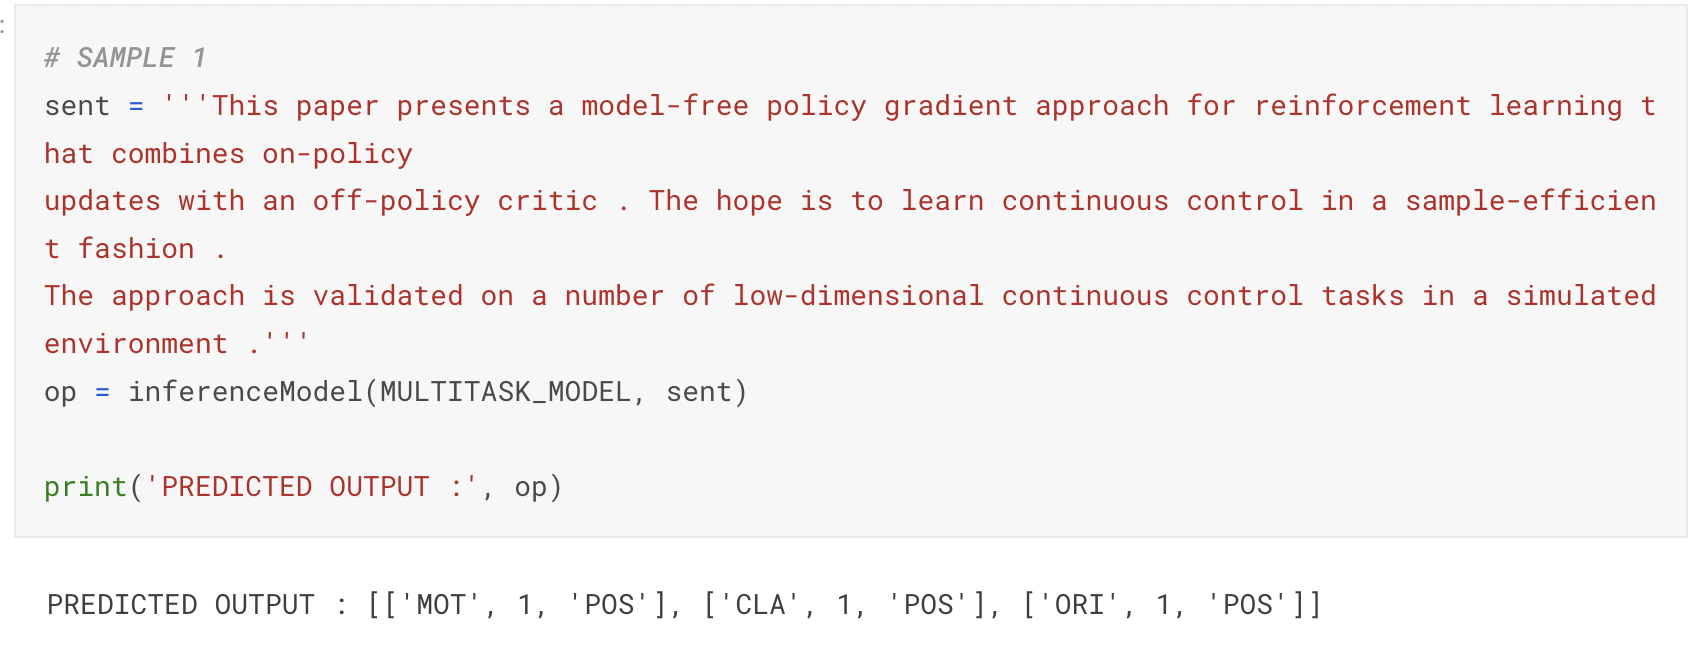 :
# SAMPLE 1
sent = '''This paper presents a model-free policy gradient approach for reinforcement learning t
hat combines on-policy
updates with an off-policy critic . The hope is to learn continuous control in a sample-efficien
t fashion .
The approach is validated on a number of low-dimensional continuous control tasks in a simulated
environment .'''
op = inferenceModel(MULTITASK_MODEL, sent)
print('PREDICTED OUTPUT :', op)
PREDICTED OUTPUT : [['MOT', 1, 'POS'], ['CLA', 1, 'POS'], ['ORI', 1, 'POS']]